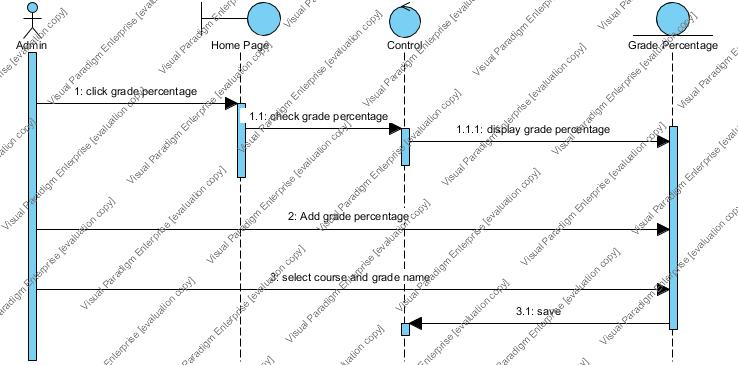 Admin
Home Page
Control
Grade Percentage
1: click grade percentage
1.1: check grade percentage
1.1.1: display grade percentage
2: Add grade percentage
3: select course and grade name
3.1: save
Visual Paradigm Enterprise [evaluation copy]